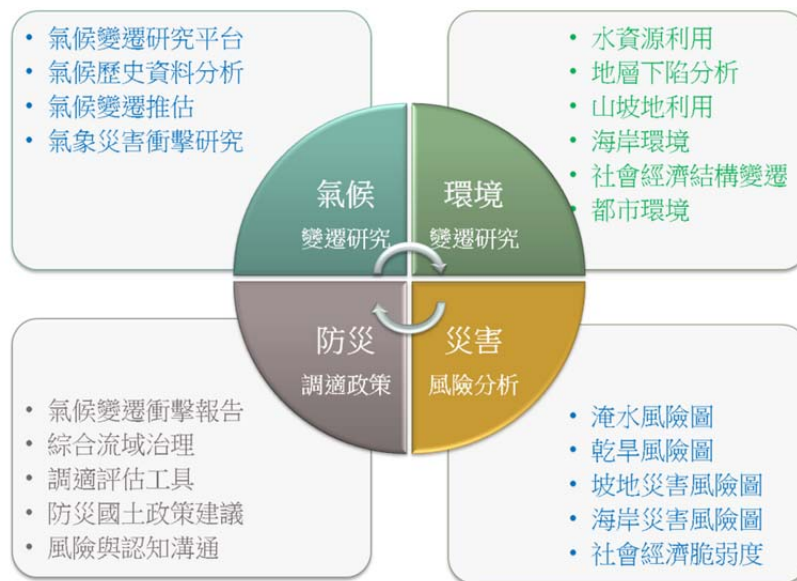 • 氣候變遷研究平台
• 氣候歷史資料分析
• 氣候變遷推估
• 氣象災害衝擊研究
• 水資源利用
• 地層下陷分析
• 山坡地利用
• 海岸環境
• 社會經濟結構變遷
• 都市環境
氣候
變遷研究
環境
變遷研究
防災
調適政策
災害
風險分析
• 氣候變遷衝擊報告
• 綜合流域治理
• 調適評估工具
• 防災國土政策建議
• 風險與認知溝通
• 淹水風險圖
• 乾旱風險圖
• 坡地災害風險圖
• 海岸災害風險圖
• 社會經濟脆弱度